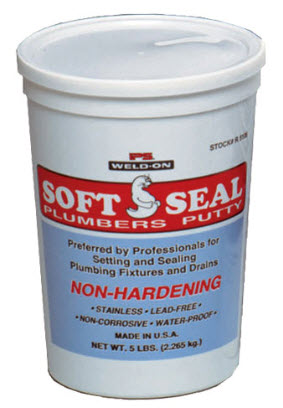 STOCK#
PS
WELD-ON
SOFT SEAL
PLUMBERS PUTTY
Preferred by Professionals for
Setting and Sealing
Plumbing Fixtures and Drains
NON-HARDENING
•STAINLESS • LEAD-FREE•
•NON-CORROSIVE • WATER-PROOF•
MADE IN U.S.A.
NET WT. 5 LBS. (2.265 kg.)